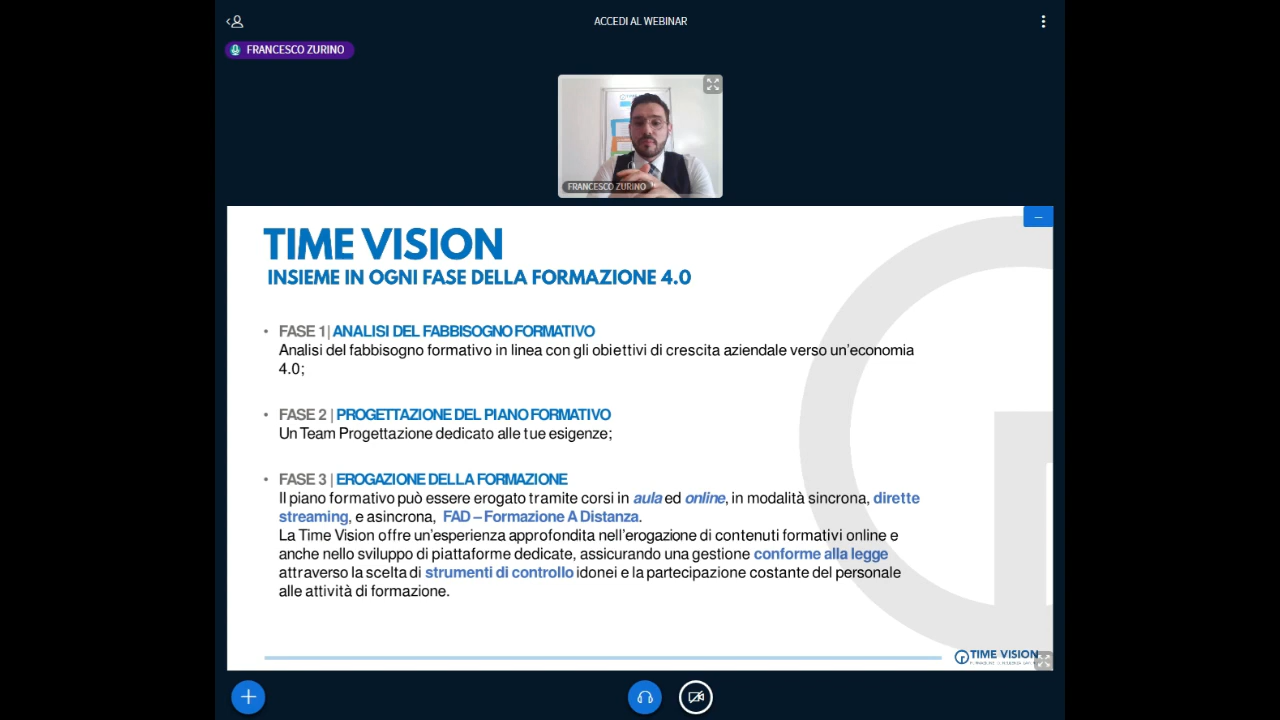 ACCEDI AL WEBINAR
FRANCESCO ZURINO
FRANCESCO ZURINO
TIME VISION
INSIEME IN OGNI FASE DELLA FORMAZIONE 4.0
• FASE 1| ANALISI DEL FABBISOGNO FORMATIVO
Analisi del fabbisogno formativo in linea con gli obiettivi di crescita aziendale verso un'economia
4.0;
• FASE 2 | PROGETTAZIONE DEL PIANO FORMATIVO
Un Team Progettazione dedicato alle tue esigenze;
• FASE 3 | EROGAZIONE DELLA FORMAZIONE
Il piano formativo può essere erogato tramite corsi in aula ed online, in modalità sincrona, dirette
streaming, e asincrona, FAD – Formazione A Distanza.
La Time Vision offre un'esperienza approfondita nell'erogazione di contenuti formativi online e
anche nello sviluppo di piattaforme dedicate, assicurando una gestione conforme alla legge
attraverso la scelta di strumenti di controllo idonei e la partecipazione costante del personale
alle attività di formazione.
TIME VISION